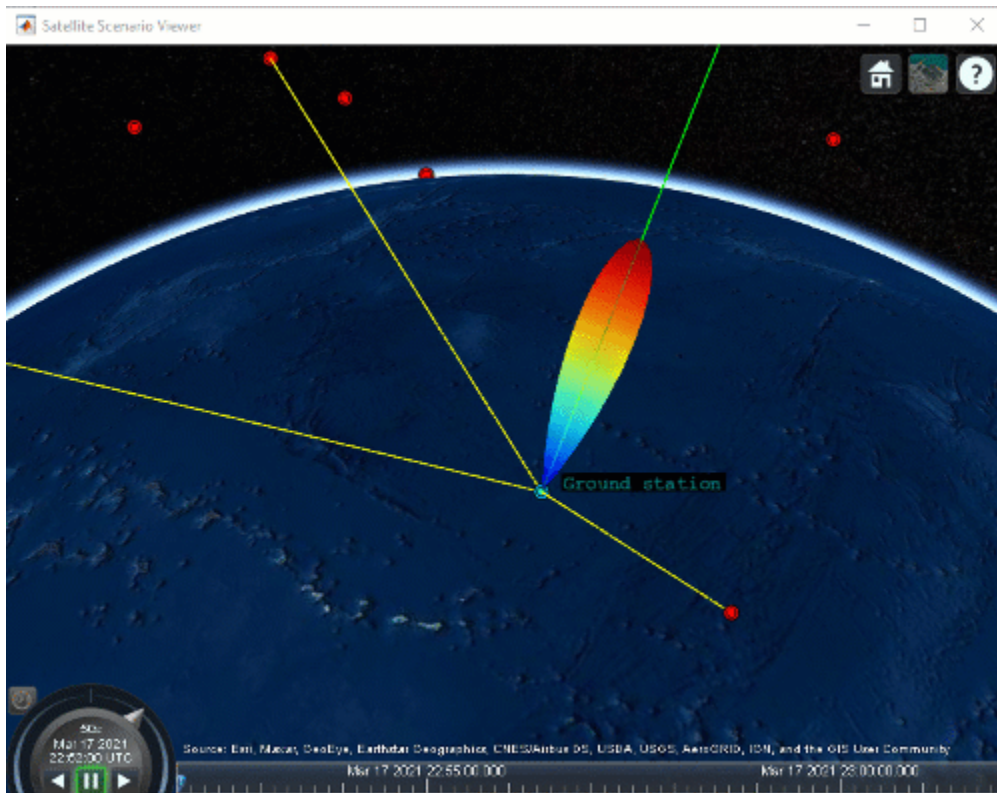 Satellite Scenario Viewer
?
Ground station
Mar 17 2021
22:52:00 UTC
Source: Esri, Maxar, GeoEye, Earthstar Geographics, CNES/Airbus DS, USDA, USGS, AeroGRID, IGN, and the GIS User Community
Mar 17 2021 22:55:00.000
Mar 17 2021 23:00:00.000